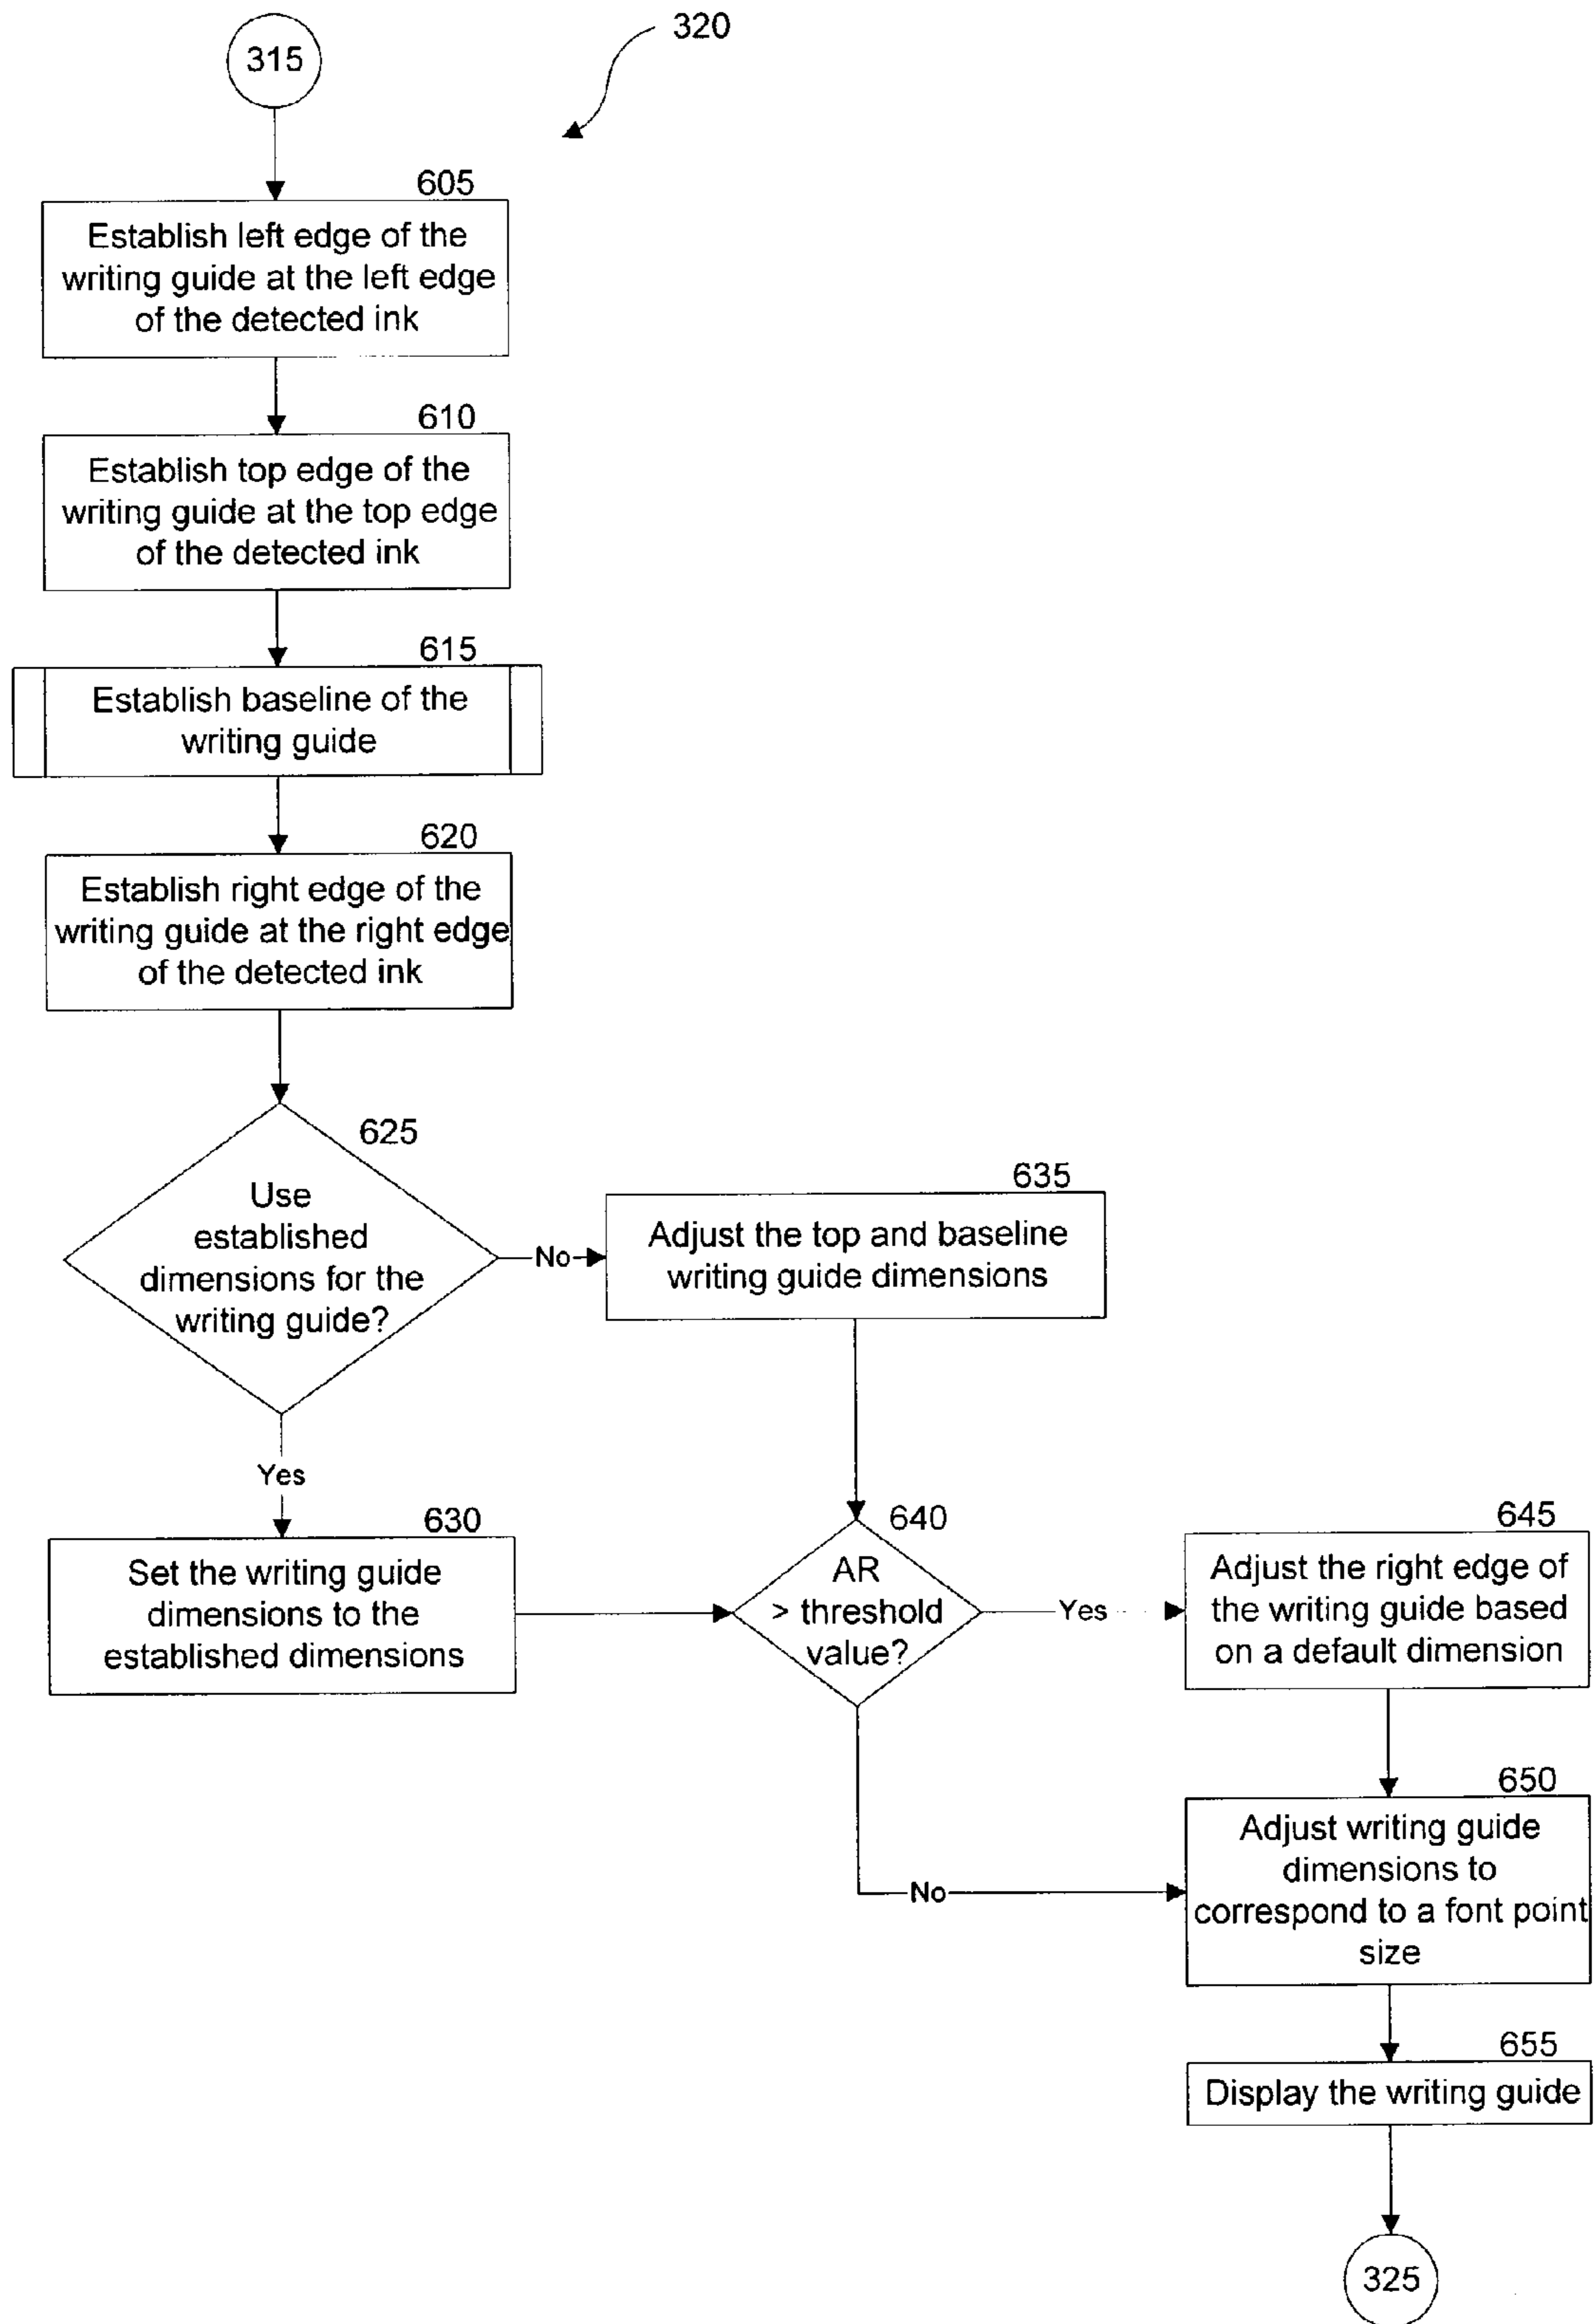 315
320
605
Establish left edge of the
writing guide at the left edge
of the detected ink
610
Establish top edge of the
writing guide at the top edge
of the detected ink
615
Establish baseline of the
writing guide
620
Establish right edge of the
writing guide at the right edge
of the detected ink
625
Use
established
dimensions for the
writing guide?
No
635
Adjust the top and baseline
writing guide dimensions
Yes
630
Set the writing guide
dimensions to the
established dimensions
640
AR
> threshold
value?
Yes
645
Adjust the right edge of
the writing guide based
on a default dimension
No
650
Adjust writing guide
dimensions to
correspond to a font point
size
655
Display the writing guide
325